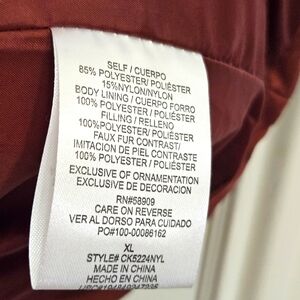 SELF / CUERPO
85% POLYESTER/ POLIÉSTER
15%NYLON/NYLON
BODY LINING / CUERPO FORRO
100% POLYESTER/ POLIÉSTER
FILLING / RELLENO
100%POLYESTER/ POLIÉSTER
FAUX FUR CONTRAST/
IMITACION DE PIEL CONTRASTE
100% POLYESTER / POLIÉSTER
EXCLUSIVE OF ORNAMENTATION
EXCLUSIVE DE DECORACION
RN#58909
CARE ON REVERSE
VER AL DORSO PARA CUIDADO
PO#100-00086162
XL
STYLE# CK5224NYL
MADE IN CHINA
HECHO EN CHINA